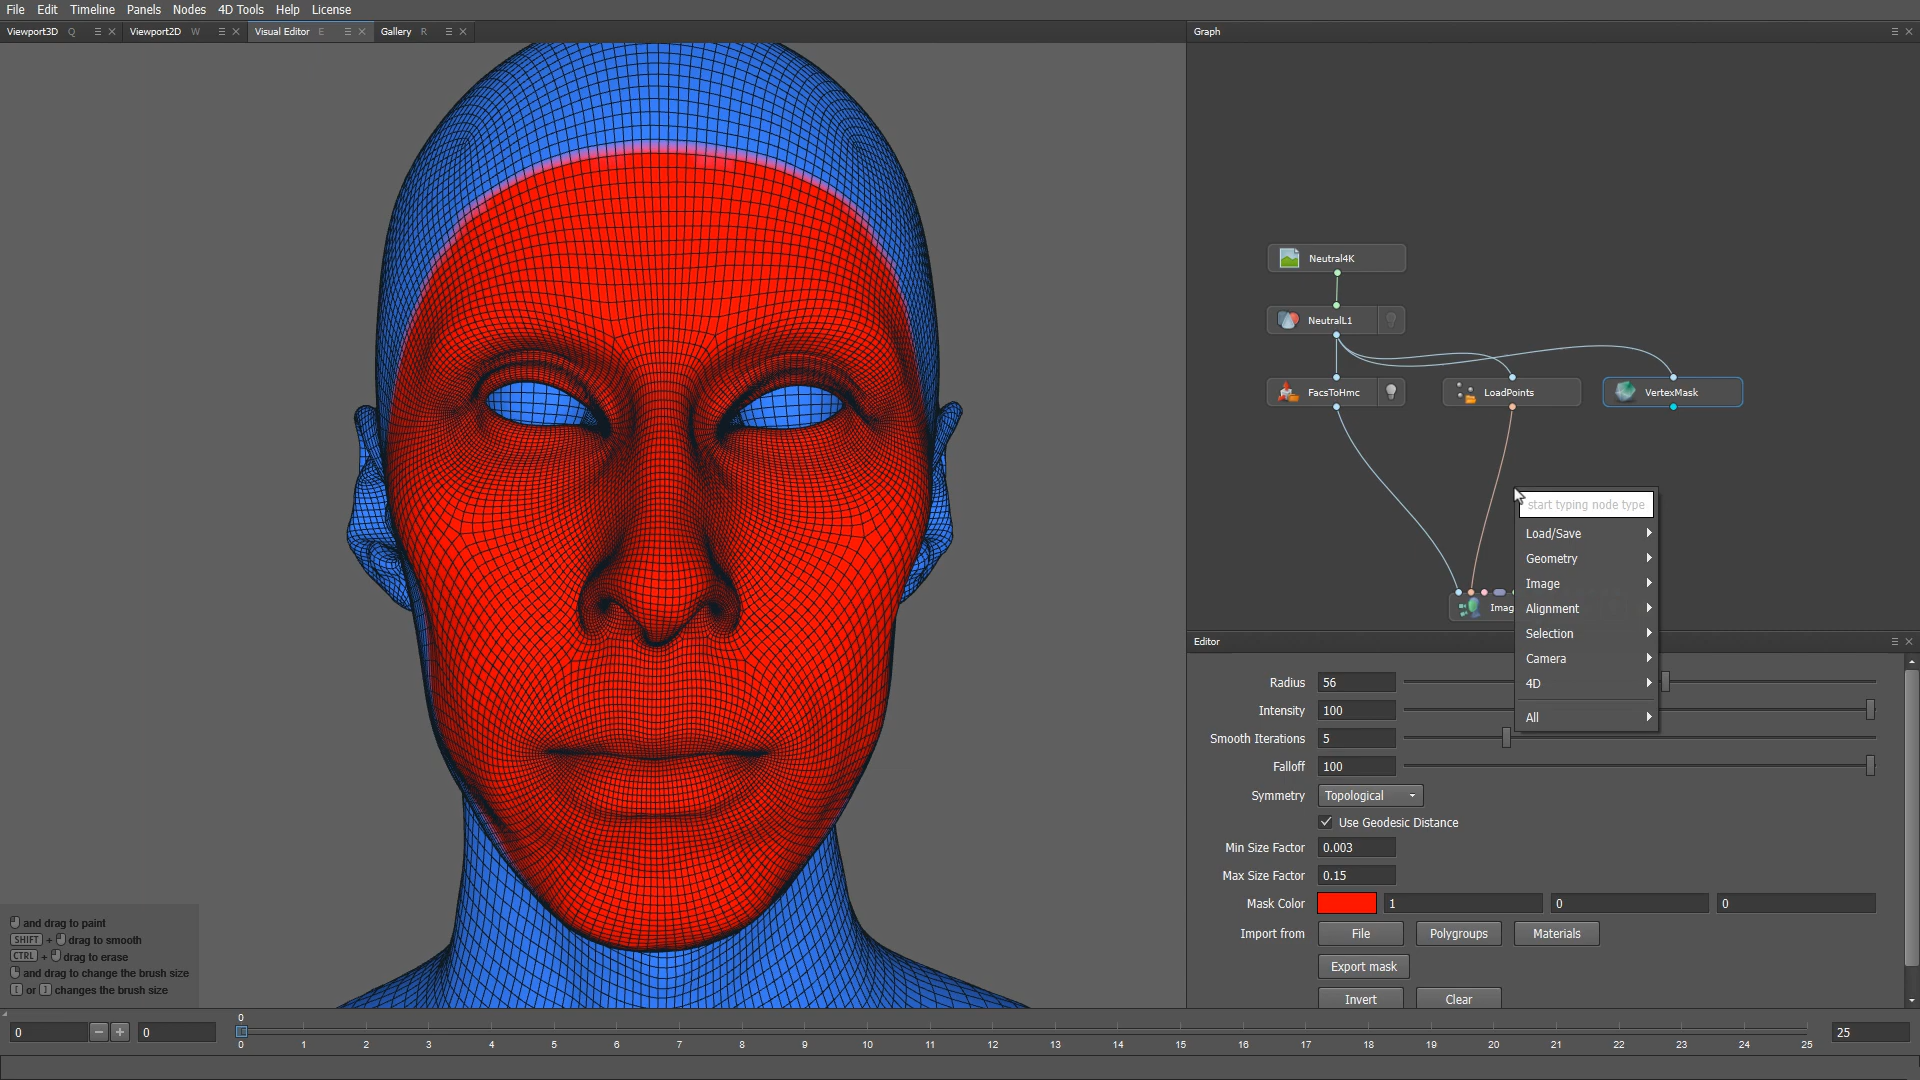 File Edit Timeline Panels Nodes 4D Tools Help License
Viewport3D Q Viewport2D W Visual Editor E Gallery R
Graph
Neutral4K
NeutralL1
FacsToHmc LoadPoints VertexMask
start typing node type
Load/Save
Geometry
Image
Alignment
Selection
Camera
4D
All
Imag
Editor
Radius 56
Intensity 100
Smooth Iterations 5
Falloff 100
Symmetry Topological
Use Geodesic Distance
Min Size Factor 0.003
Max Size Factor 0.15
Mask Color 1 0 0
Import from File Polygroups Materials
Export mask
Invert Clear
and drag to paint
SHIFT + drag to smooth
CTRL + drag to erase
and drag to change the brush size
[ or ] changes the brush size
0
0 − + 0 25
0 1 2 3 4 5 6 7 8 9 10 11 12 13 14 15 16 17 18 19 20 21 22 23 24 25